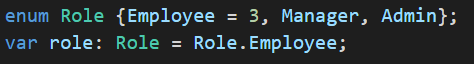 enum Role {Employee = 3, Manager, Admin};
var role: Role = Role.Employee;